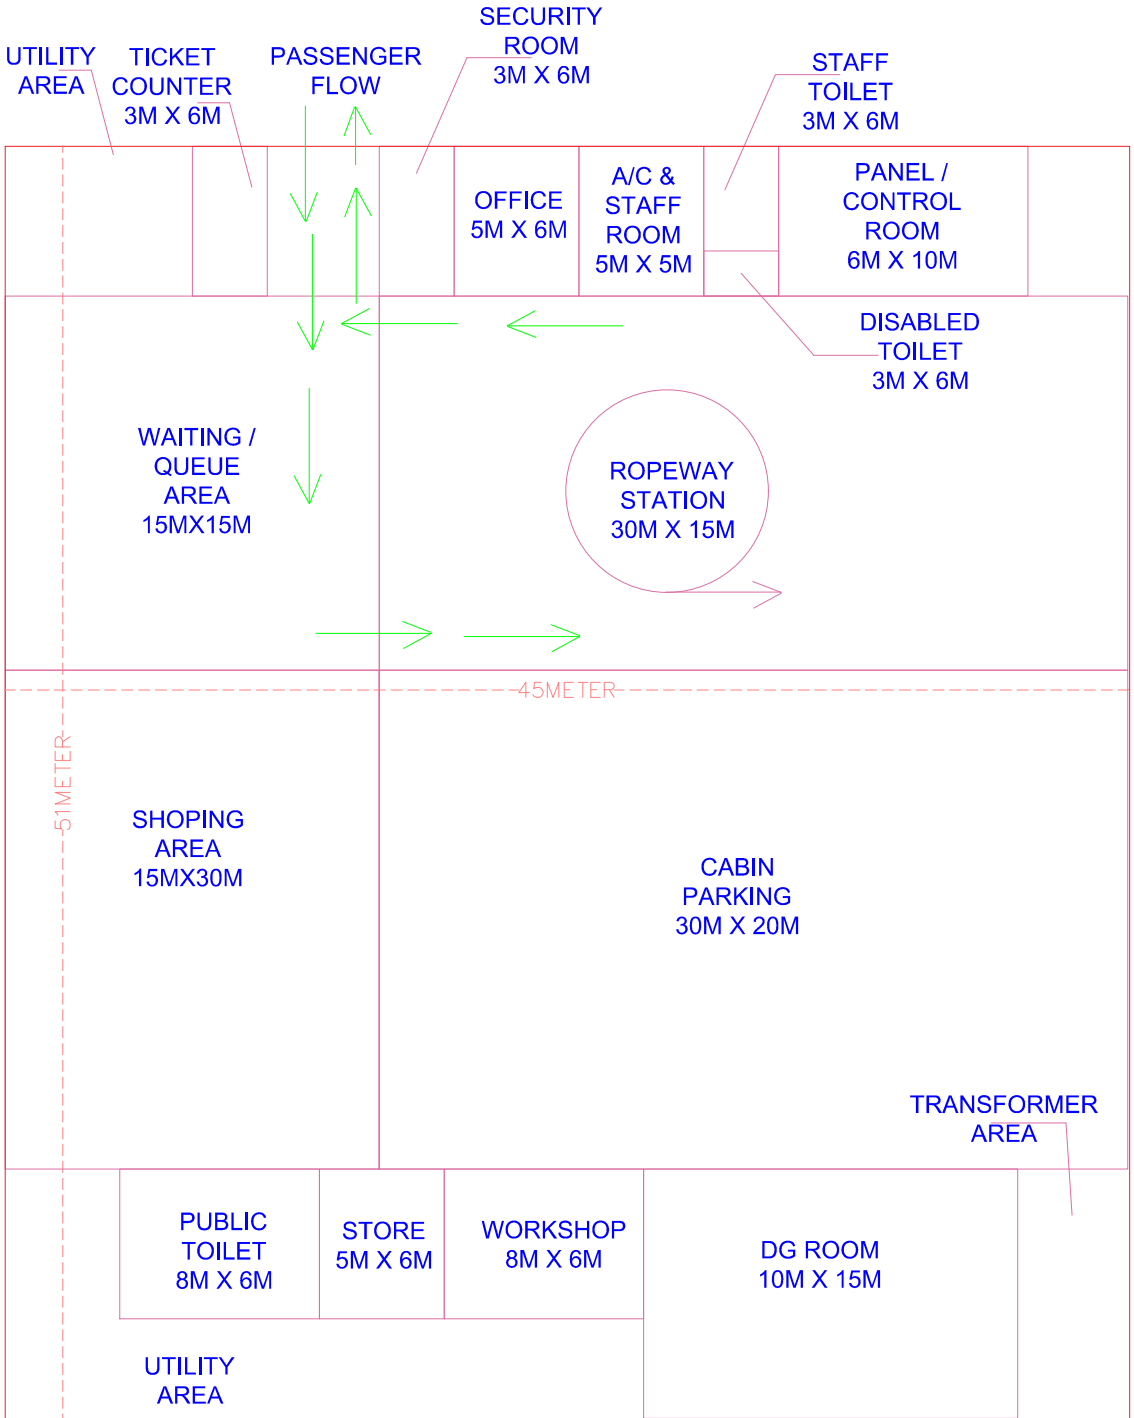 UTILITY
AREA
TICKET
COUNTER
3M X 6M
PASSENGER
FLOW
SECURITY
ROOM
3M X 6M
STAFF
TOILET
3M X 6M
OFFICE
5M X 6M
A/C &
STAFF
ROOM
5M X 5M
PANEL /
CONTROL
ROOM
6M X 10M
DISABLED
TOILET
3M X 6M
WAITING /
QUEUE
AREA
15MX15M
ROPEWAY
STATION
30M X 15M
45METER
51METER
SHOPING
AREA
15MX30M
CABIN
PARKING
30M X 20M
TRANSFORMER
AREA
PUBLIC
TOILET
8M X 6M
STORE
5M X 6M
WORKSHOP
8M X 6M
DG ROOM
10M X 15M
UTILITY
AREA